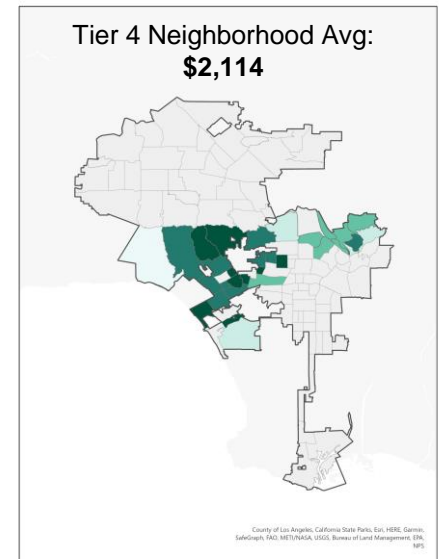 Tier 4 Neighborhood Avg:
$2,114
County of Los Angeles, California State Parks, Esri, HERE, Garmin,
SafeGraph, FAO, METI/NASA, USGS, Bureau of Land Management, EPA,
NPS